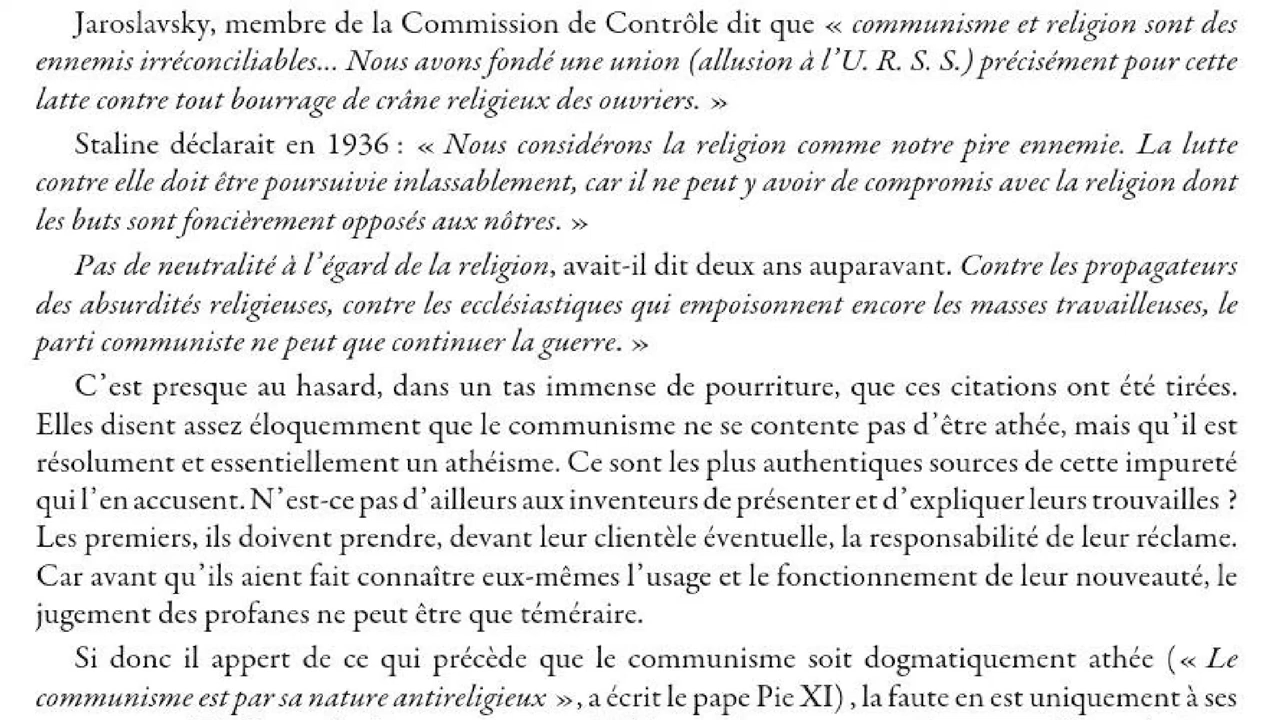 Jaroslavsky, membre de la Commission de Contrôle dit que « communisme et religion sont des
ennemis irréconciliables... Nous avons fondé une union (allusion à l'U. R. S. S.) précisément pour cette
latte contre tout bourrage de crâne religieux des ouvriers. »
Staline déclarait en 1936 : « Nous considérons la religion comme notre pire ennemie. La lutte
contre elle doit être poursuivie inlassablement, car il ne peut y avoir de compromis avec la religion dont
les buts sont foncièrement opposés aux nôtres. »
Pas de neutralité à l'égard de la religion, avait-il dit deux ans auparavant. Contre les propagateurs
des absurdités religieuses, contre les ecclésiastiques qui empoisonnent encore les masses travailleuses, le
parti communiste ne peut que continuer la guerre. »
C'est presque au hasard, dans un tas immense de pourriture, que ces citations ont été tirées.
Elles disent assez éloquemment que le communisme ne se contente pas d'être athée, mais qu'il est
résolument et essentiellement un athéisme. Ce sont les plus authentiques sources de cette impureté
qui l'en accusent. N'est-ce pas d'ailleurs aux inventeurs de présenter et d'expliquer leurs trouvailles ?
Les premiers, ils doivent prendre, devant leur clientèle éventuelle, la responsabilité de leur réclame.
Car avant qu'ils aient fait connaître eux-mêmes l'usage et le fonctionnement de leur nouveauté, le
jugement des profanes ne peut être que téméraire.
Si donc il appert de ce qui précède que le communisme soit dogmatiquement athée (« Le
communisme est par sa nature antireligieux », a écrit le pape Pie XI) , la faute en est uniquement à ses